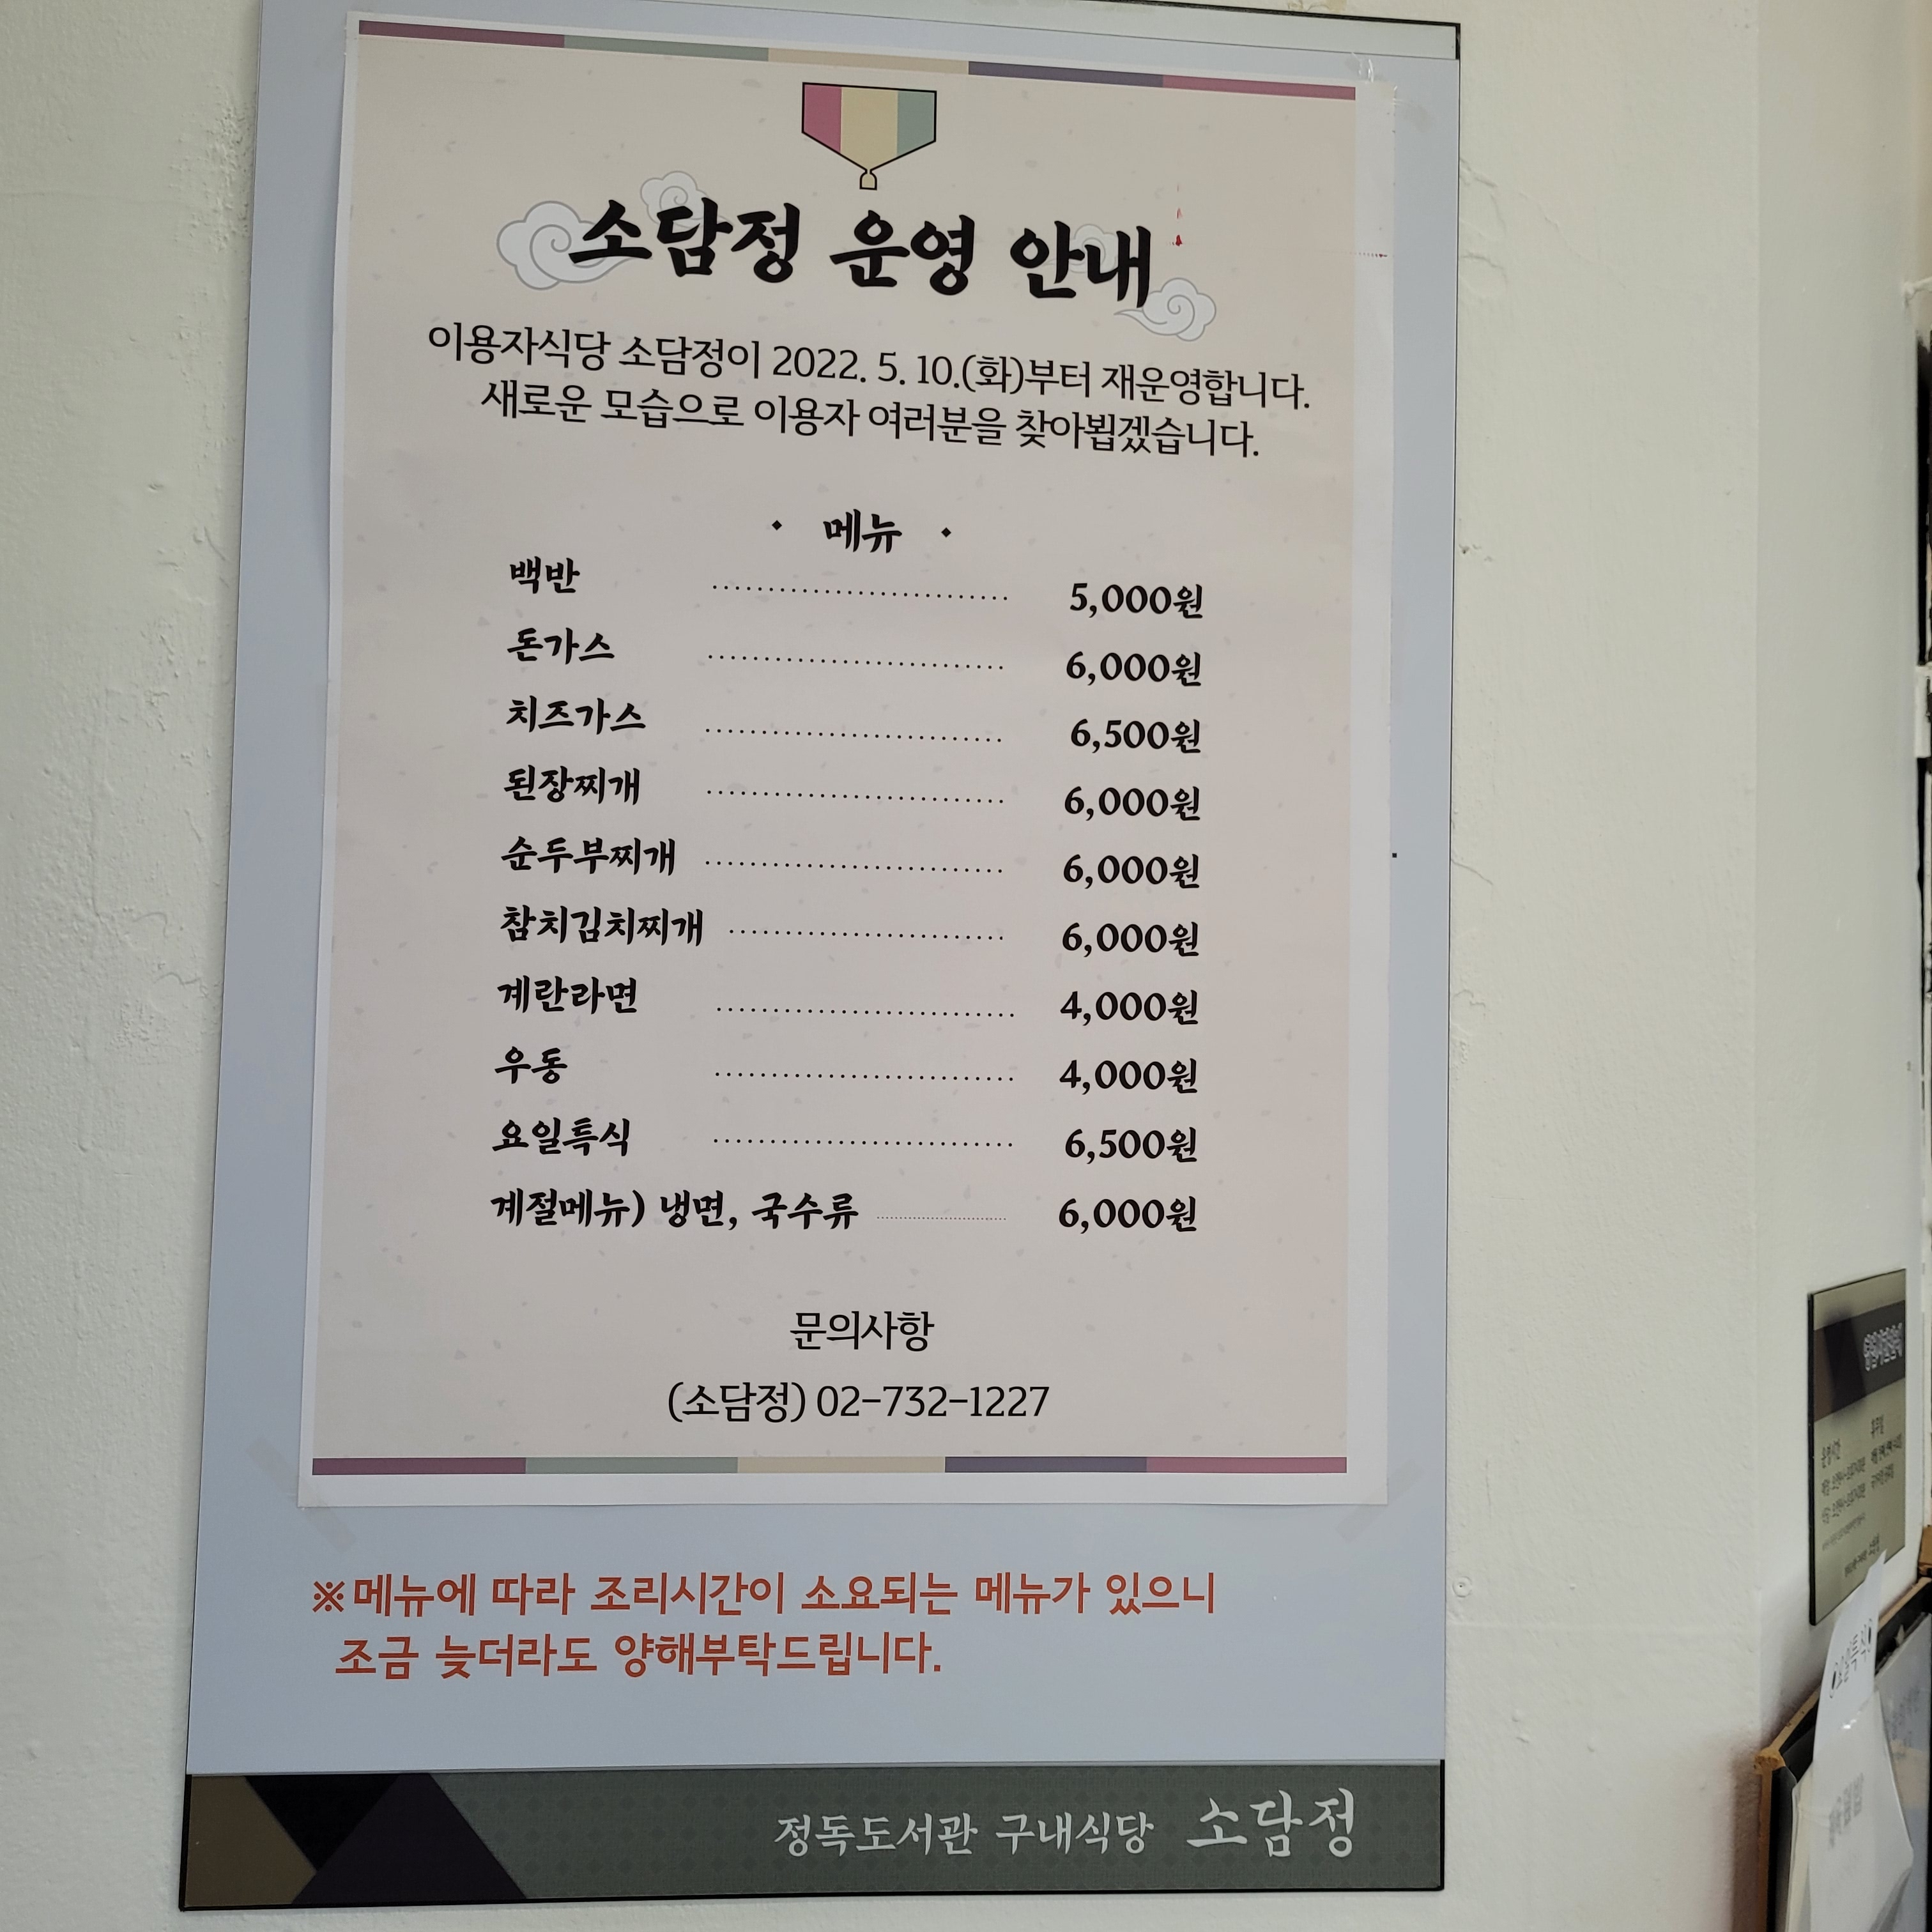 소담정 운영 안내
이용자식당 소담정이 2022. 5. 10.(화)부터 재운영합니다.
새로운 모습으로 이용자 여러분을 찾아뵙겠습니다.
· 메뉴 ·
백반 5,000원
돈가스 6,000원
치즈가스 6,500원
된장찌개 6,000원
순두부찌개 6,000원
참치김치찌개 6,000원
계란라면 4,000원
우동 4,000원
요일특식 6,500원
계절메뉴) 냉면, 국수류 6,000원
문의사항
(소담정) 02-732-1227
※메뉴에 따라 조리시간이 소요되는 메뉴가 있으니
조금 늦더라도 양해부탁드립니다.
정독도서관 구내식당 소담정
운영시간
요일특식